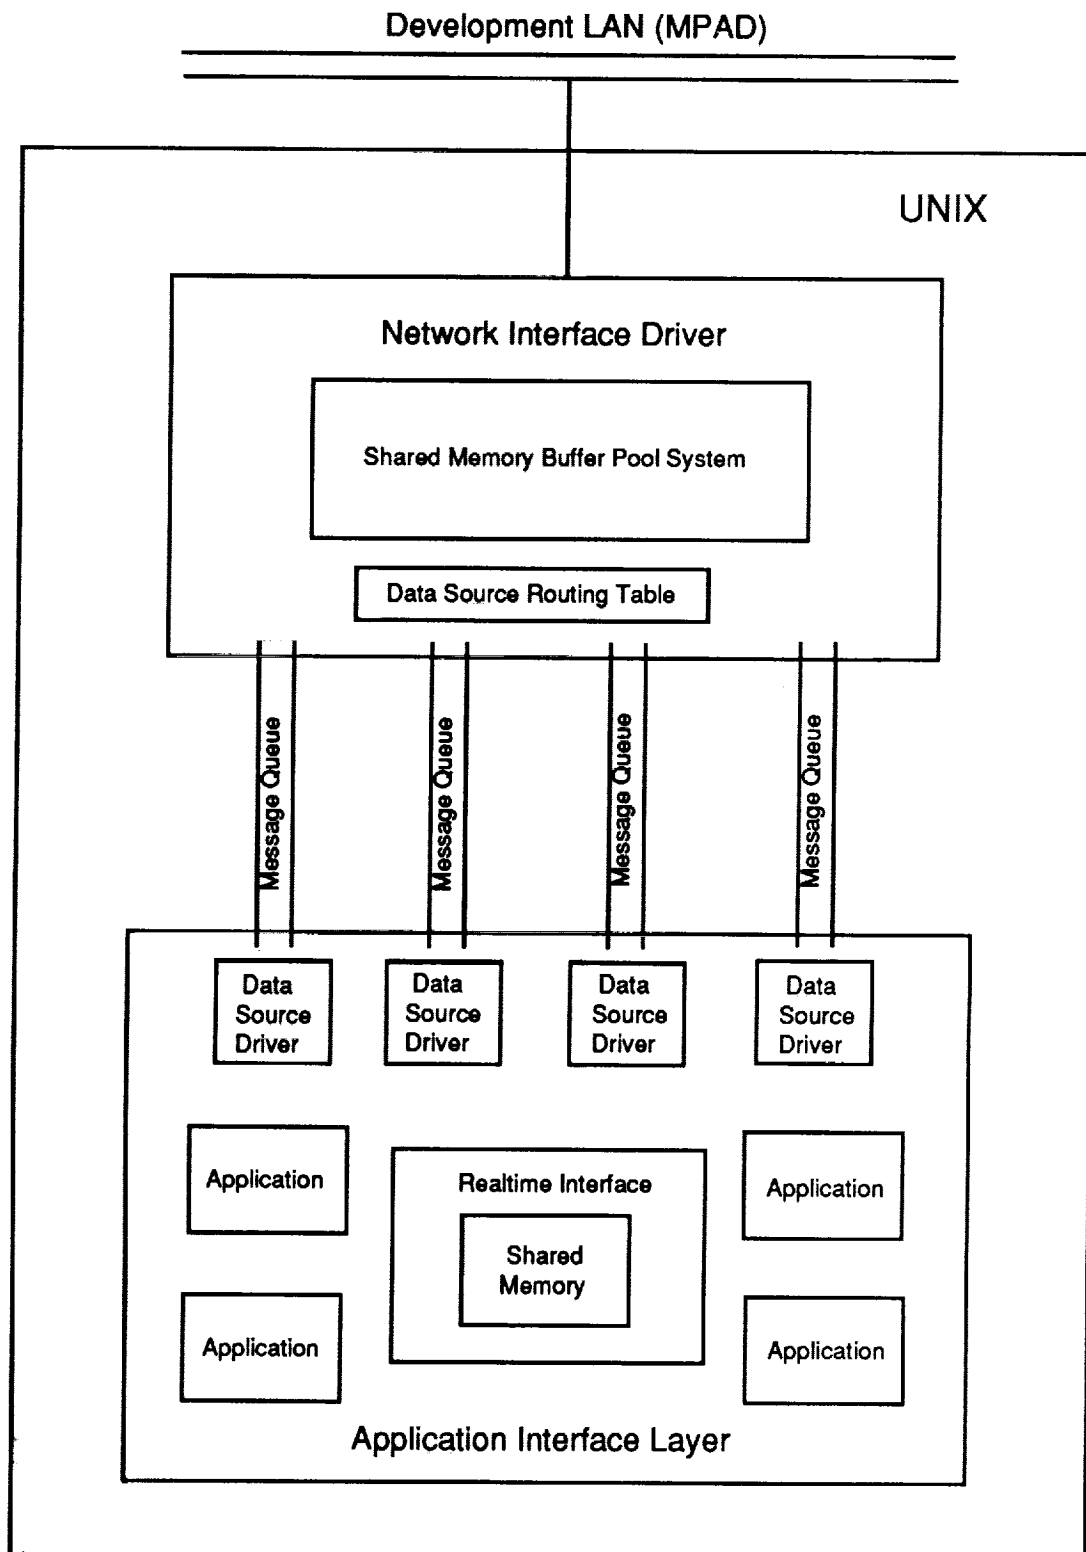 Development LAN (MPAD)
UNIX
Network Interface Driver
Shared Memory Buffer Pool System
Data Source Routing Table
Message Queue
Message Queue
Message Queue
Message Queue
Data
Source
Driver
Data
Source
Driver
Data
Source
Driver
Data
Source
Driver
Application
Realtime Interface
Application
Shared
Memory
Application
Application
Application Interface Layer